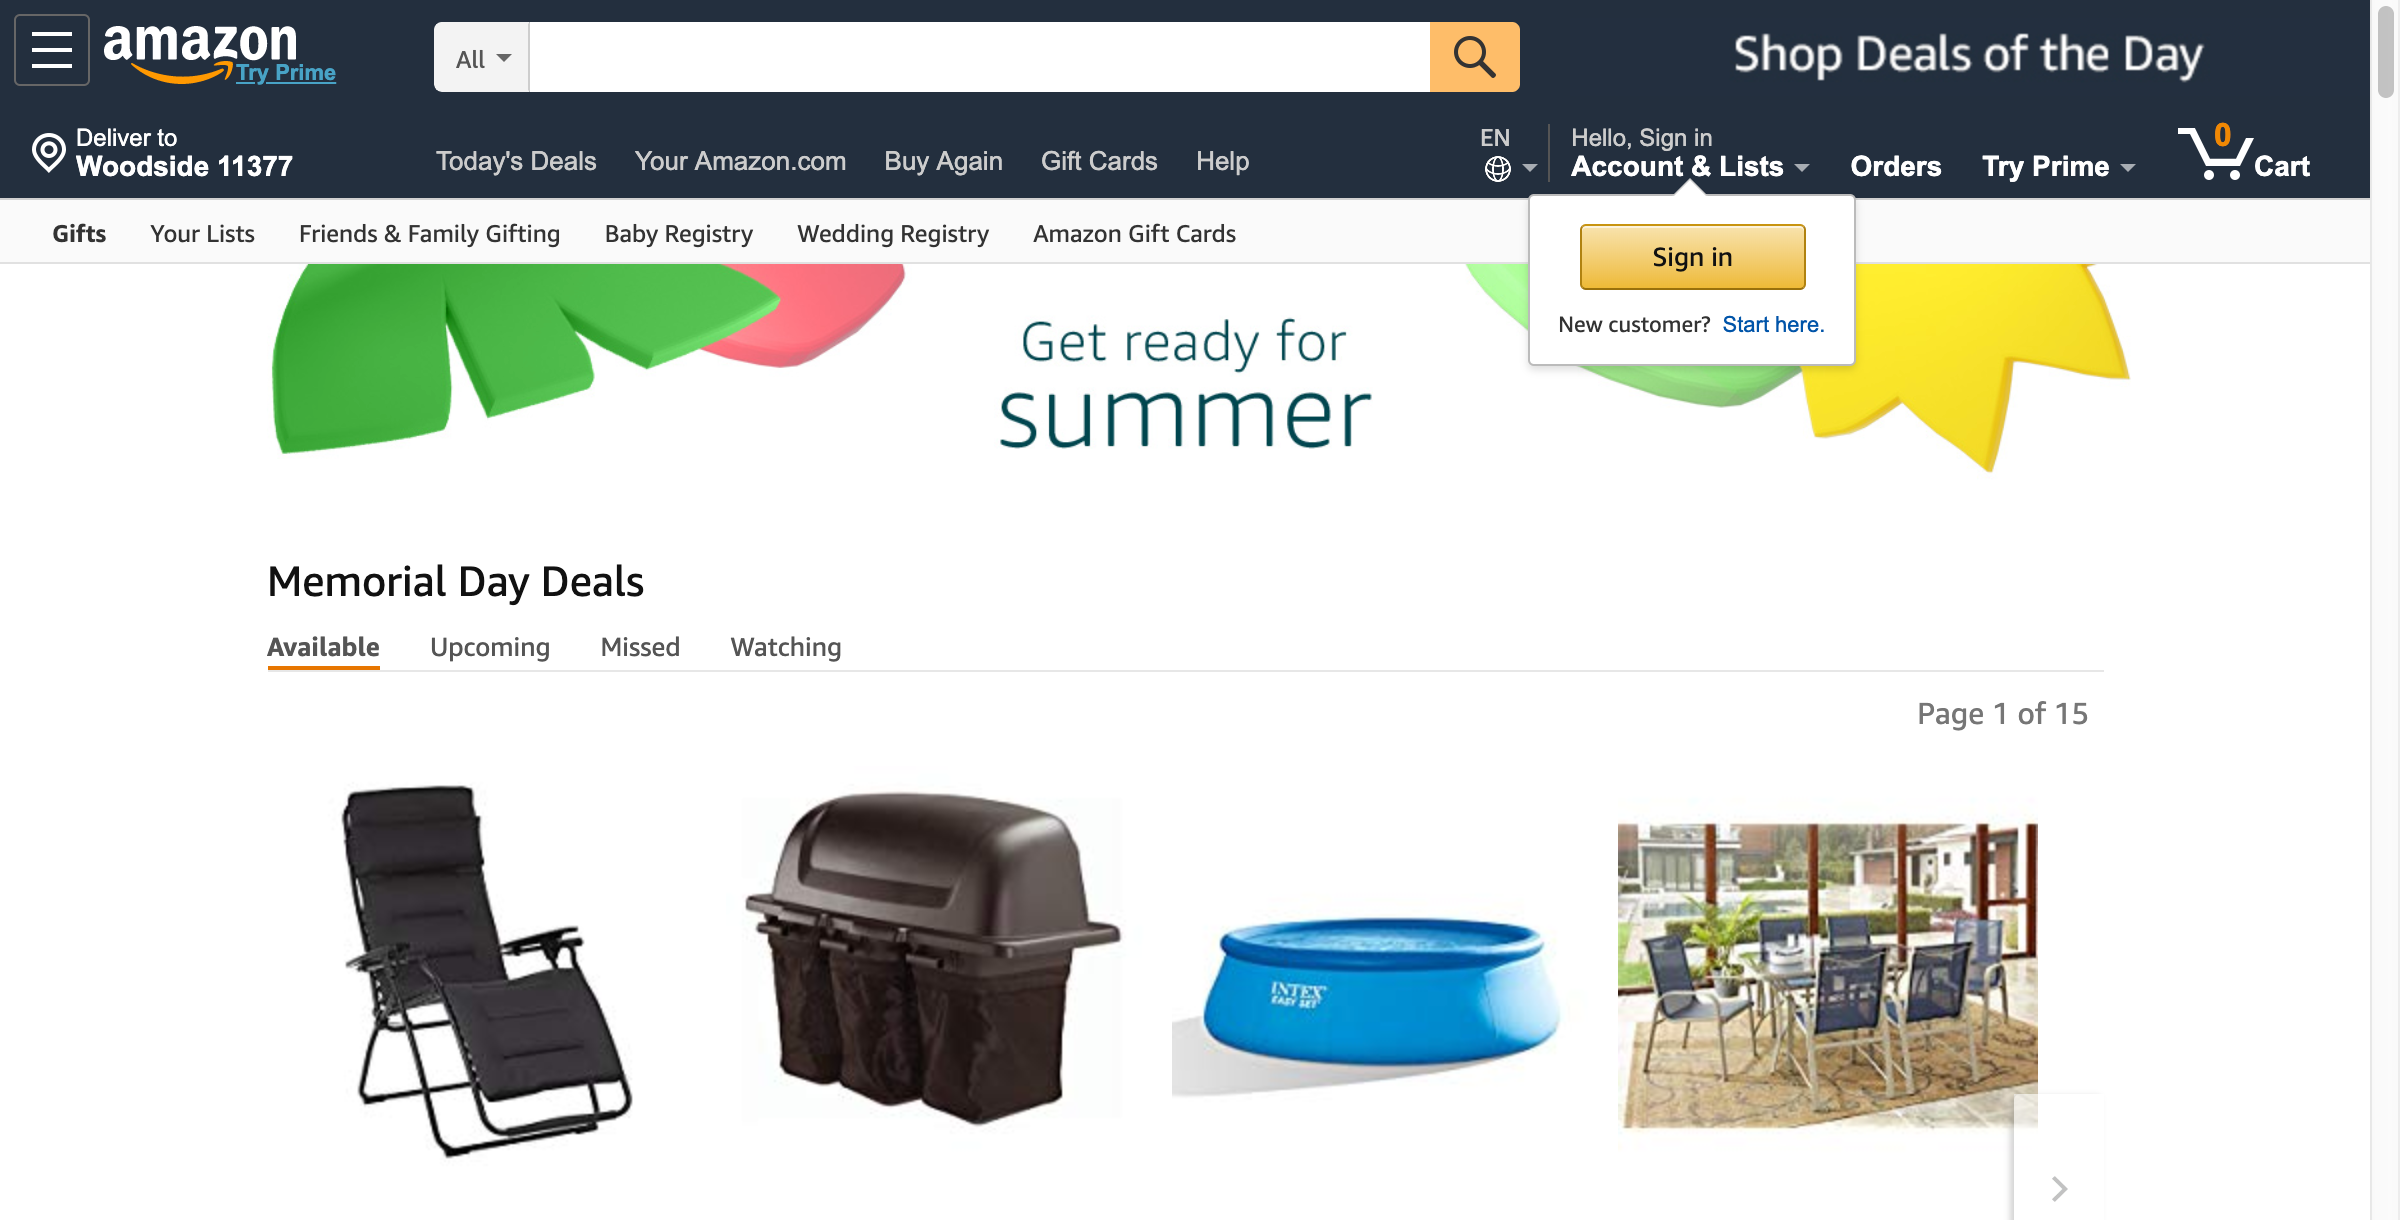 amazon
Try Prime
All
Shop Deals of the Day
Deliver to
Woodside 11377
Today's Deals
Your Amazon.com
Buy Again
Gift Cards
Help
EN
Hello, Sign in
Account & Lists
Orders
Try Prime
0
Cart
Gifts
Your Lists
Friends & Family Gifting
Baby Registry
Wedding Registry
Amazon Gift Cards
Sign in
New customer? Start here.
Get ready for
summer
Memorial Day Deals
Available
Upcoming
Missed
Watching
Page 1 of 15
INTEX
EASY SET